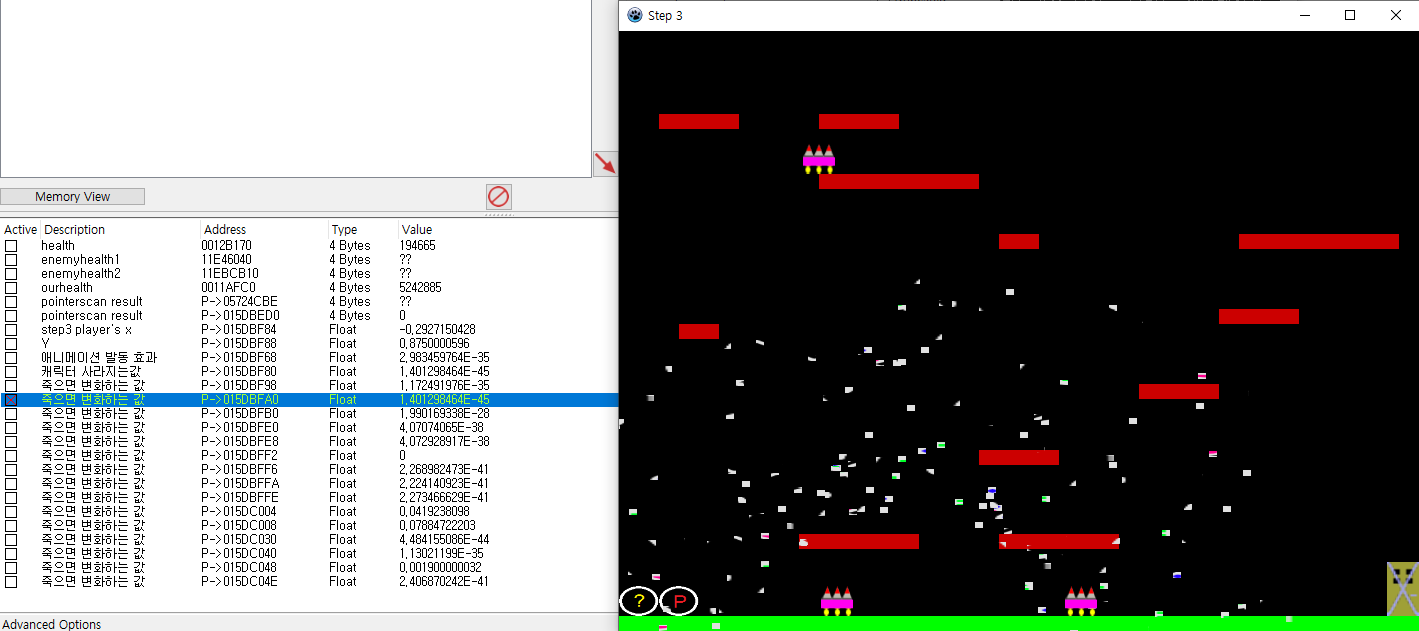 Step 3
Memory View
Active Description Address Type Value
health 0012B170 4 Bytes 194665
enemyhealth1 11E46040 4 Bytes ??
enemyhealth2 11EBCB10 4 Bytes ??
ourhealth 0011AFC0 4 Bytes 5242885
pointerscan result P->05724CBE 4 Bytes ??
pointerscan result P->015DBED0 4 Bytes 0
step3 player's x P->015DBF84 Float -0,2927150428
Y P->015DBF88 Float 0,8750000596
애니메이션 발동 효과 P->015DBF68 Float 2,983459764E-35
캐릭터 사라지는값 P->015DBF80 Float 1,401298464E-45
죽으면 변화하는 값 P->015DBF98 Float 1,172491976E-35
죽으면 변화하는 값 P->015DBFA0 Float 1,401298464E-45
죽으면 변화하는 값 P->015DBFB0 Float 1,990169338E-28
죽으면 변화하는 값 P->015DBFE0 Float 4,07074065E-38
죽으면 변화하는 값 P->015DBFE8 Float 4,072928917E-38
죽으면 변화하는 값 P->015DBFF2 Float 0
죽으면 변화하는 값 P->015DBFF6 Float 2,268982473E-41
죽으면 변화하는 값 P->015DBFFA Float 2,224140923E-41
죽으면 변화하는 값 P->015DBFFE Float 2,273466629E-41
죽으면 변화하는 값 P->015DC004 Float 0,0419238098
죽으면 변화하는 값 P->015DC008 Float 0,07884722203
죽으면 변화하는 값 P->015DC030 Float 4,484155086E-44
죽으면 변화하는 값 P->015DC040 Float 1,13021199E-35
죽으면 변화하는 값 P->015DC048 Float 0,001900000032
죽으면 변화하는 값 P->015DC04E Float 2,406870242E-41
? P
Advanced Options